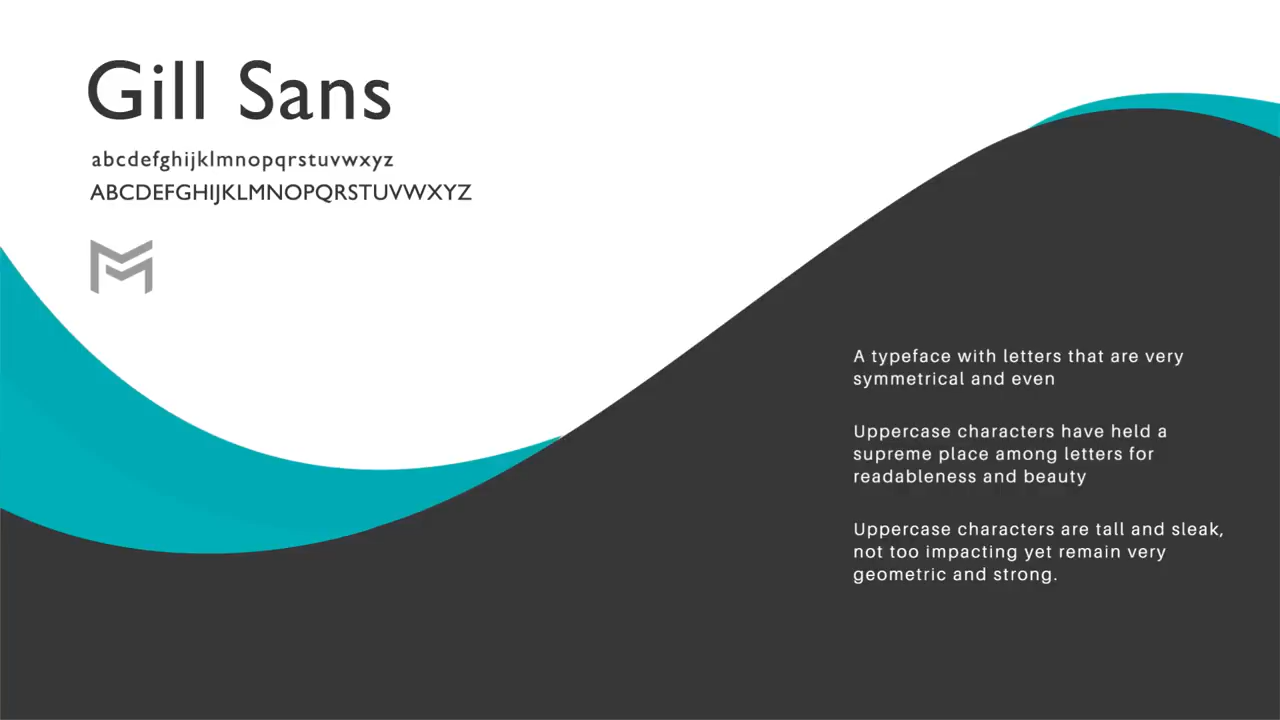 Gill Sans
abcdefghijklmnopqrstuvwxyz
ABCDEFGHIJKLMNOPQRSTUVWXYZ
A typeface with letters that are very
symmetrical and even
Uppercase characters have held a
supreme place among letters for
readableness and beauty
Uppercase characters are tall and sleak,
not too impacting yet remain very
geometric and strong.